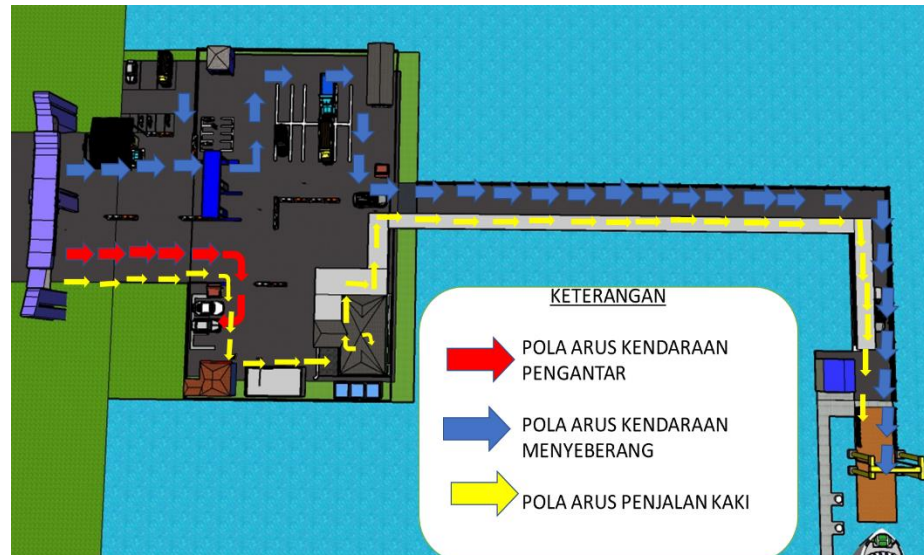 KETERANGAN
POLA ARUS KENDARAAN
PENGANTAR
POLA ARUS KENDARAAN
MENYEBERANG
POLA ARUS PENJALAN KAKI